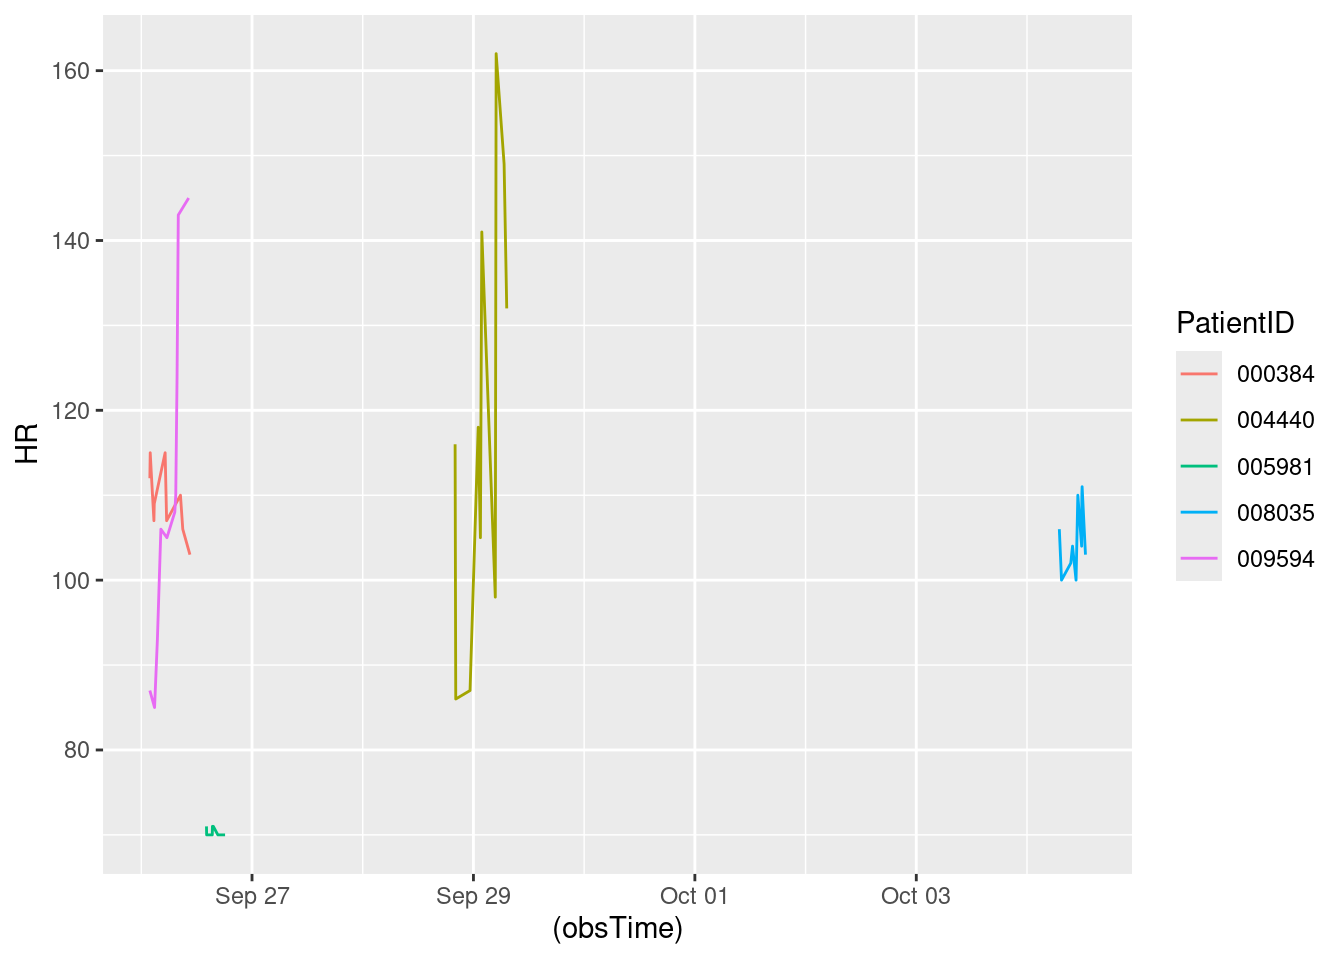 160
140
120
100
80
HR
Sep 27
Sep 29
Oct 01
Oct 03
(obsTime)
PatientID
000384
004440
005981
008035
009594